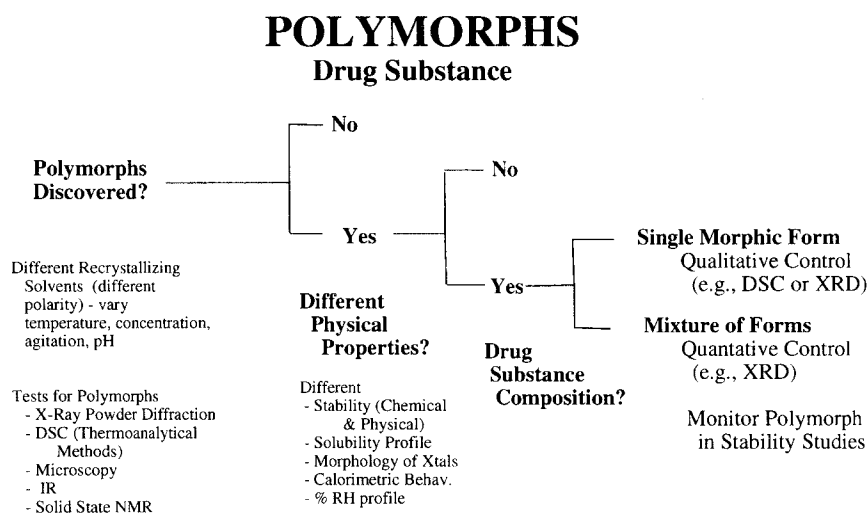 POLYMORPHS
Drug Substance
Polymorphs
Discovered?
No
Yes
No
Yes
Single Morphic Form
Qualitative Control
(e.g., DSC or XRD)
Mixture of Forms
Quantative Control
(e.g., XRD)
Monitor Polymorph
in Stability Studies
Different Recrystallizing
Solvents (different
polarity) - vary
temperature, concentration,
agitation, pH
Tests for Polymorphs
- X-Ray Powder Diffraction
- DSC (Thermoanalytical
Methods)
- Microscopy
- IR
- Solid State NMR
Different
Physical
Properties?
Different
- Stability (Chemical
& Physical)
- Solubility Profile
- Morphology of Xtals
- Calorimetric Behav.
- % RH profile
Drug
Substance
Composition?